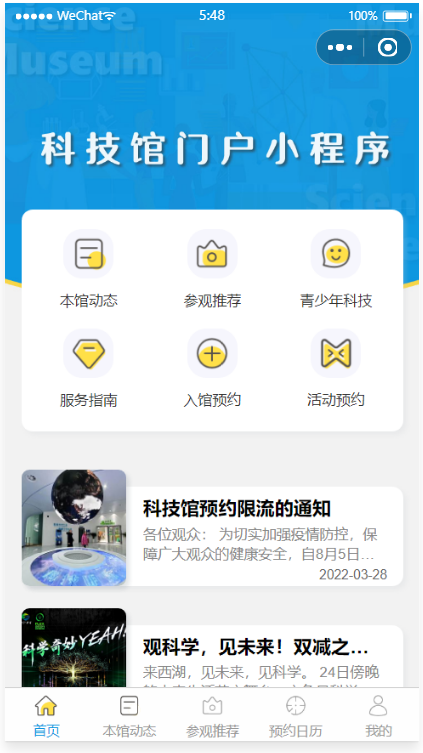 WeChat
5:48
100%
Science
Museum
科技馆门户小程序
本馆动态
参观推荐
青少年科技
服务指南
入馆预约
活动预约
科技馆预约限流的通知
各位观众： 为切实加强疫情防控，保
障广大观众的健康安全，自8月5日...
2022-03-28
科学奇妙YEAH!
观科学，见未来！双减之...
来西湖，见未来，见科学。 24日傍晚
首页
本馆动态
参观推荐
预约日历
我的